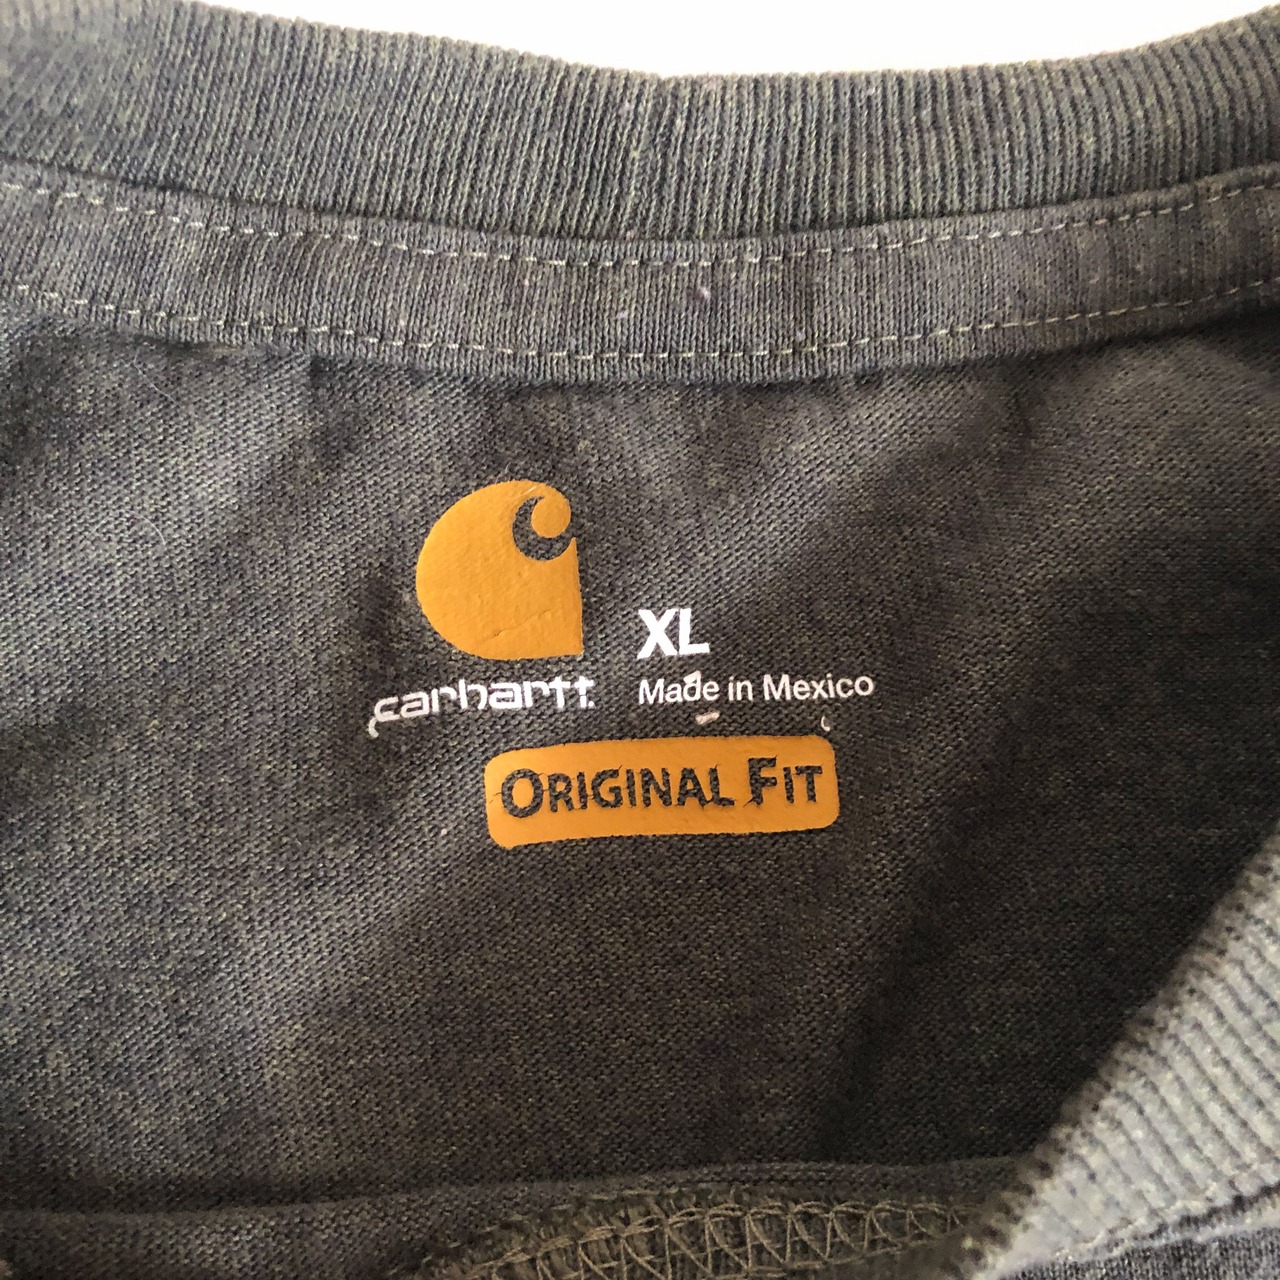 XL
carhartt
Made in Mexico
ORIGINAL FIT